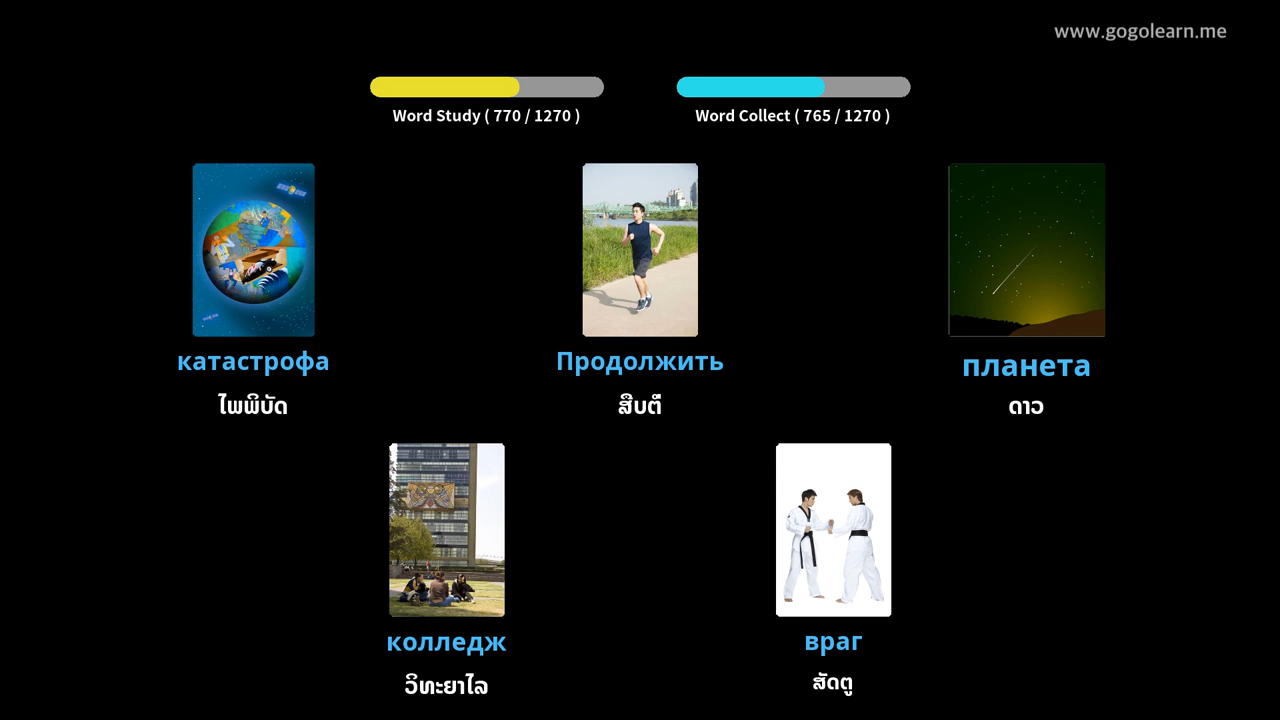 www.gogolearn.me
Word Study ( 770 / 1270 )
Word Collect ( 765 / 1270 )
катастрофа
ໄພພິບັດ
Продолжить
ສືບຕໍ່
планета
ດາວ
колледж
ວິທະຍາໄລ
враг
ສັດຕູ